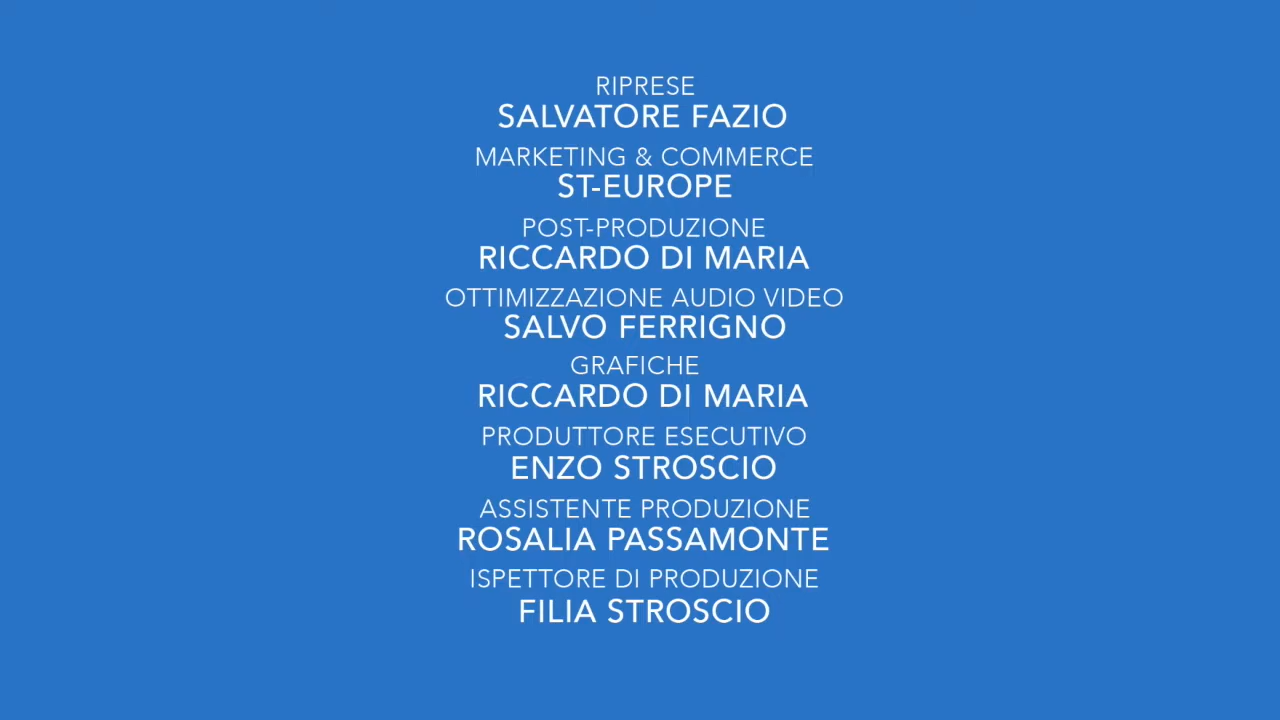 RIPRESE
SALVATORE FAZIO
MARKETING & COMMERCE
ST-EUROPE
POST-PRODUZIONE
RICCARDO DI MARIA
OTTIMIZZAZIONE AUDIO VIDEO
SALVO FERRIGNO
GRAFICHE
RICCARDO DI MARIA
PRODUTTORE ESECUTIVO
ENZO STROSCIO
ASSISTENTE PRODUZIONE
ROSALIA PASSAMONTE
ISPETTORE DI PRODUZIONE
FILIA STROSCIO